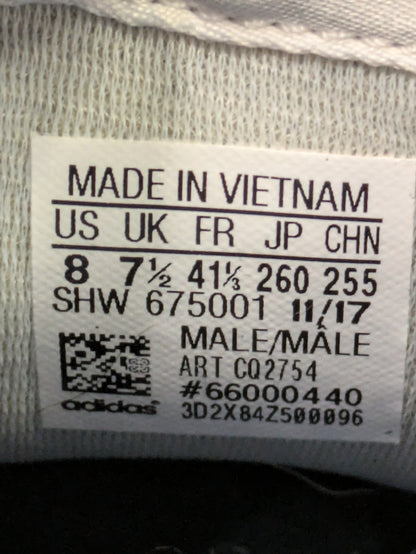 MADE IN VIETNAM
US UK FR JP CHN
8 7½ 41⅓ 260 255
SHW 675001 11/17
MALE/MÂLE
ART CQ2754
#66000440
adidas 3D2X84Z500096